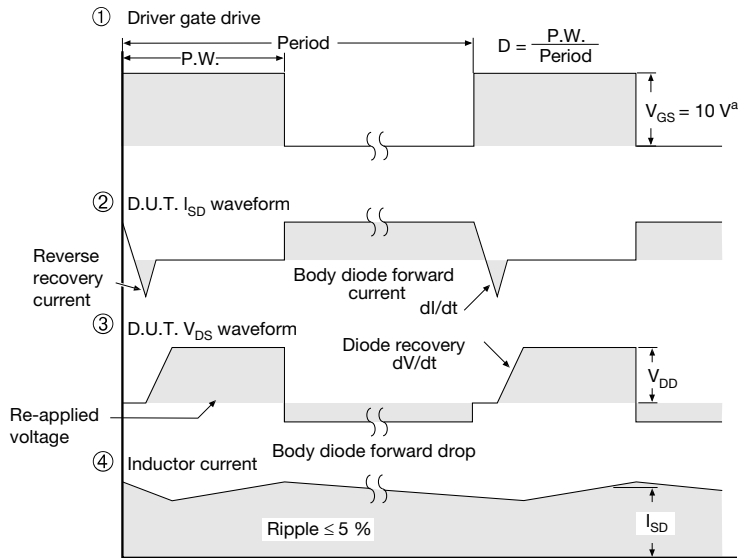 ① Driver gate drive
Period
P.W.
D = P.W.
Period
V_GS = 10 V^a
② D.U.T. I_SD waveform
Reverse
recovery
current
Body diode forward
current
dI/dt
③ D.U.T. V_DS waveform
Diode recovery
dV/dt
V_DD
Re-applied
voltage
Body diode forward drop
④ Inductor current
Ripple ≤ 5 %
I_SD